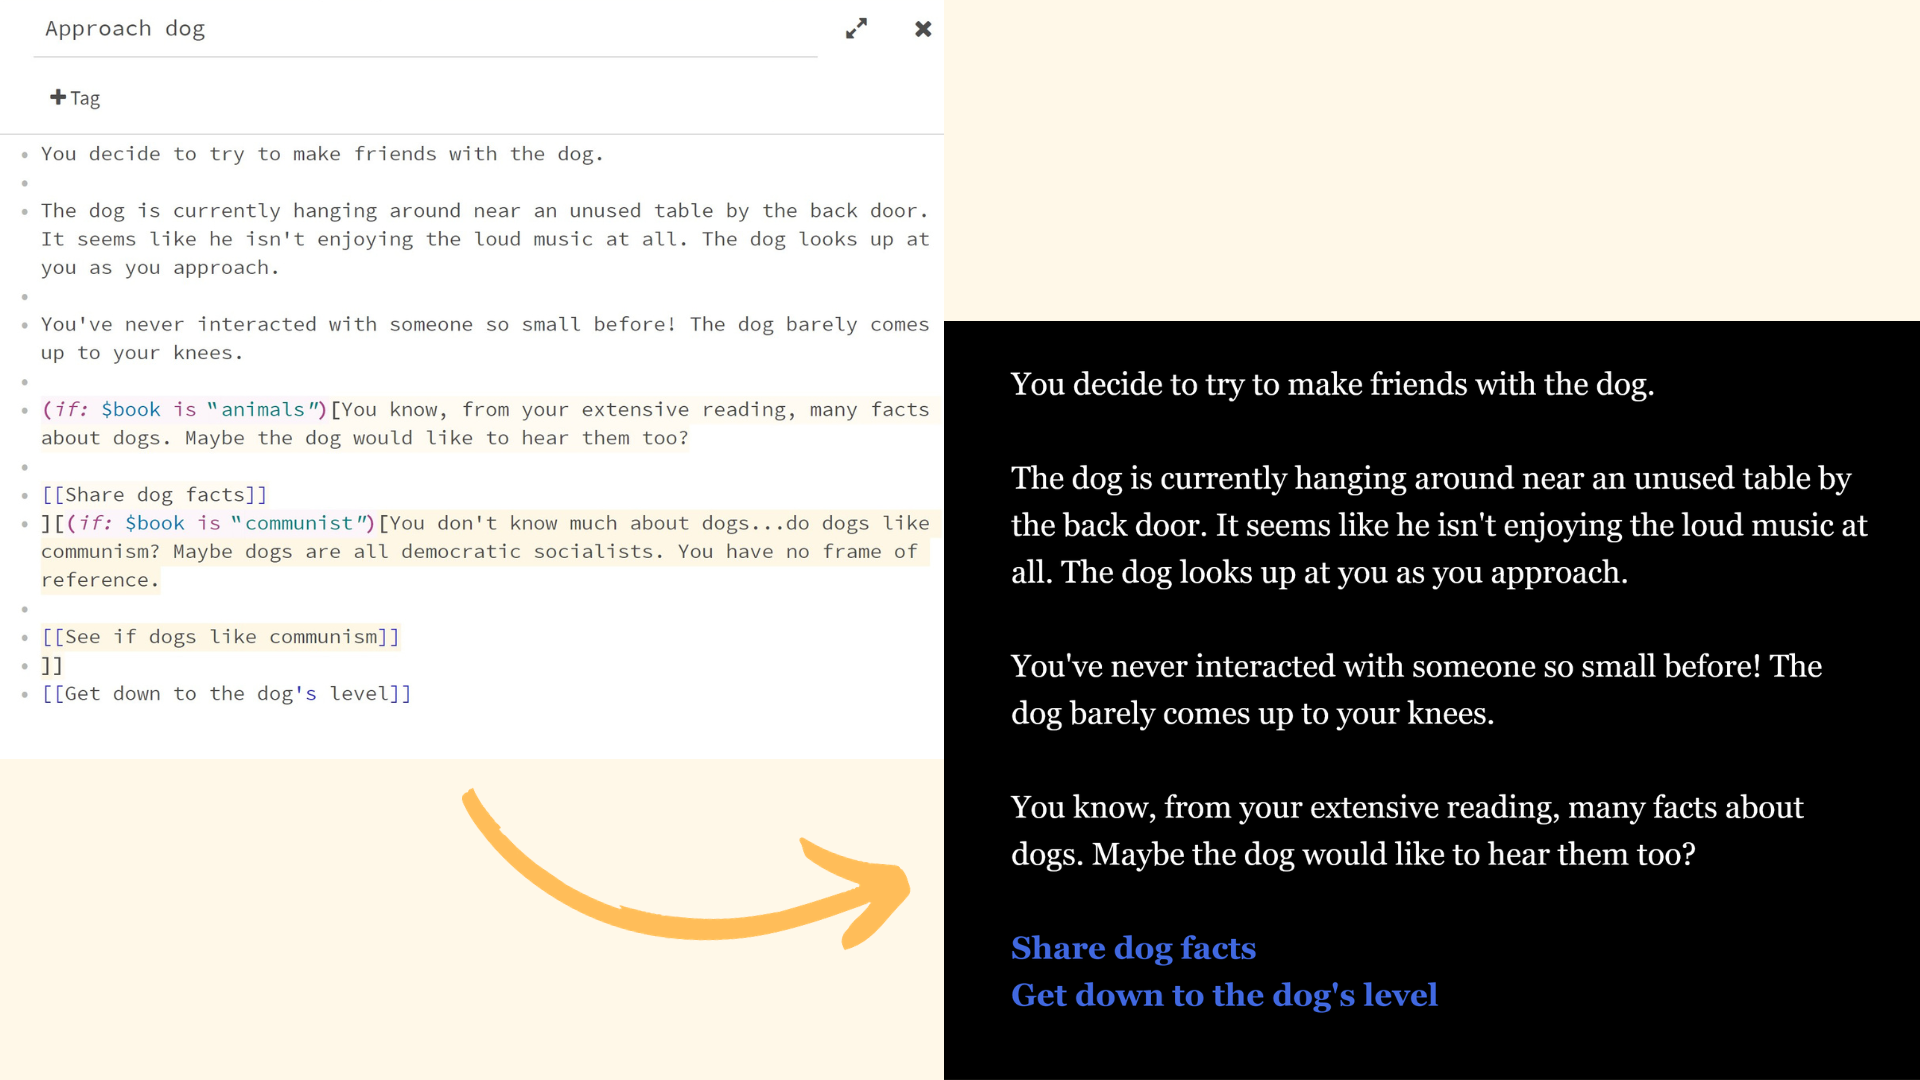 Approach dog
Tag
You decide to try to make friends with the dog.
The dog is currently hanging around near an unused table by the back door.
It seems like he isn't enjoying the loud music at all. The dog looks up at
you as you approach.
You've never interacted with someone so small before! The dog barely comes
up to your knees.
(if: $book is "animals")[You know, from your extensive reading, many facts
about dogs. Maybe the dog would like to hear them too?
[[Share dog facts]]
][(if: $book is "communist")[You don't know much about dogs...do dogs like
communism? Maybe dogs are all democratic socialists. You have no frame of
reference.
[[See if dogs like communism]]
]]
[[Get down to the dog's level]]
You decide to try to make friends with the dog.
The dog is currently hanging around near an unused table by
the back door. It seems like he isn't enjoying the loud music at
all. The dog looks up at you as you approach.
You've never interacted with someone so small before! The
dog barely comes up to your knees.
You know, from your extensive reading, many facts about
dogs. Maybe the dog would like to hear them too?
Share dog facts
Get down to the dog's level